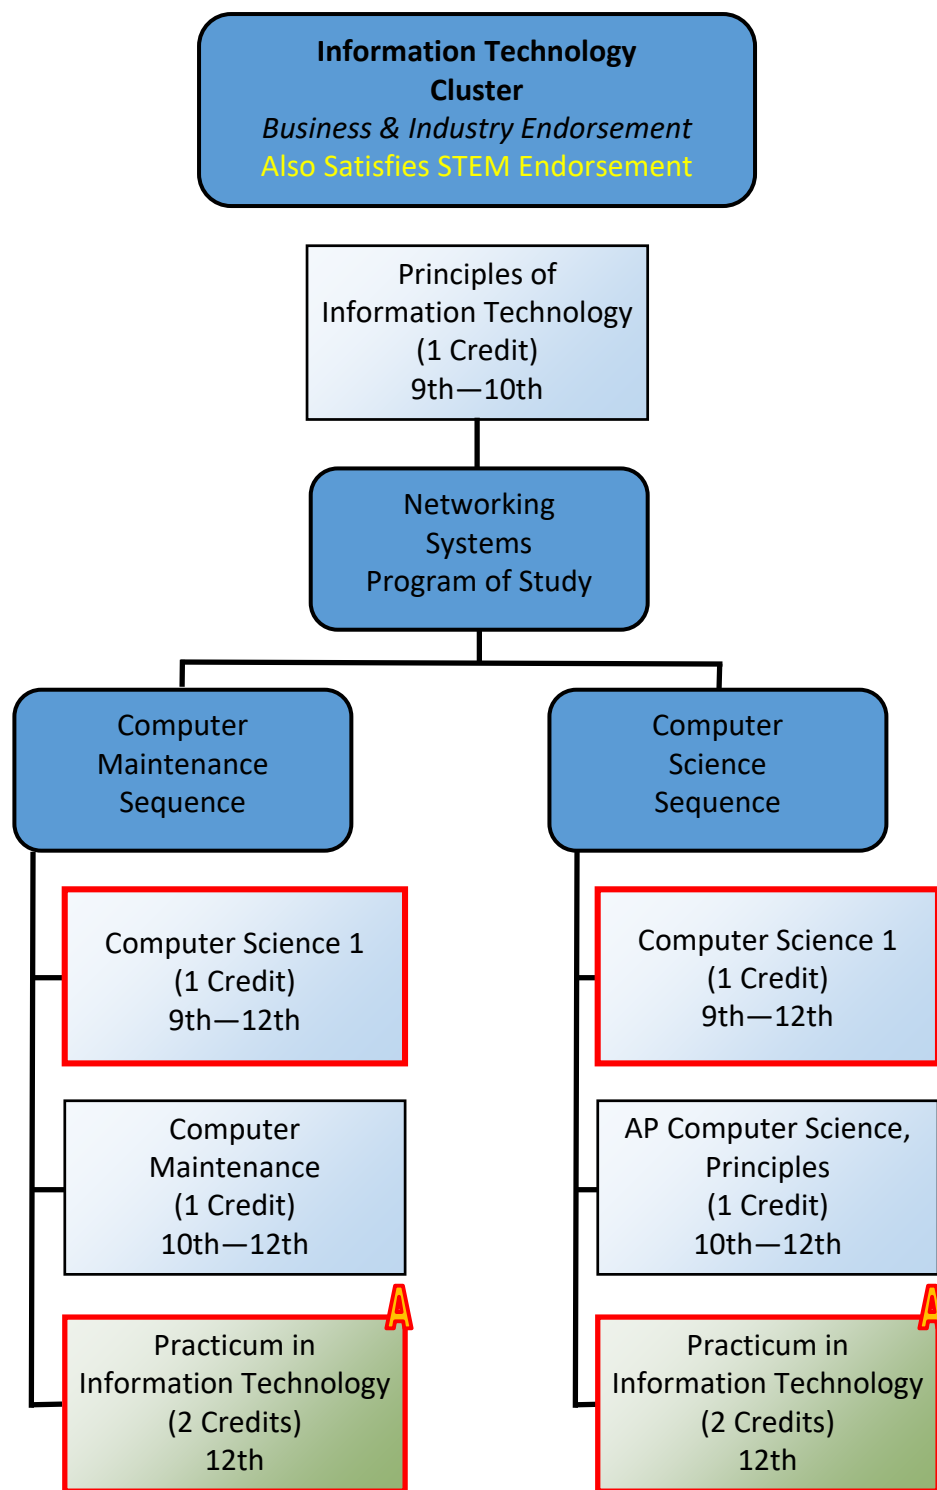 Information Technology
Cluster
Business & Industry Endorsement
Also Satisfies STEM Endorsement
Principles of
Information Technology
(1 Credit)
9th—10th
Networking
Systems
Program of Study
Computer
Maintenance
Sequence
Computer
Science
Sequence
Computer Science 1
(1 Credit)
9th—12th
Computer Science 1
(1 Credit)
9th—12th
Computer
Maintenance
(1 Credit)
10th—12th
AP Computer Science,
Principles
(1 Credit)
10th—12th
A
Practicum in
Information Technology
(2 Credits)
12th
A
Practicum in
Information Technology
(2 Credits)
12th